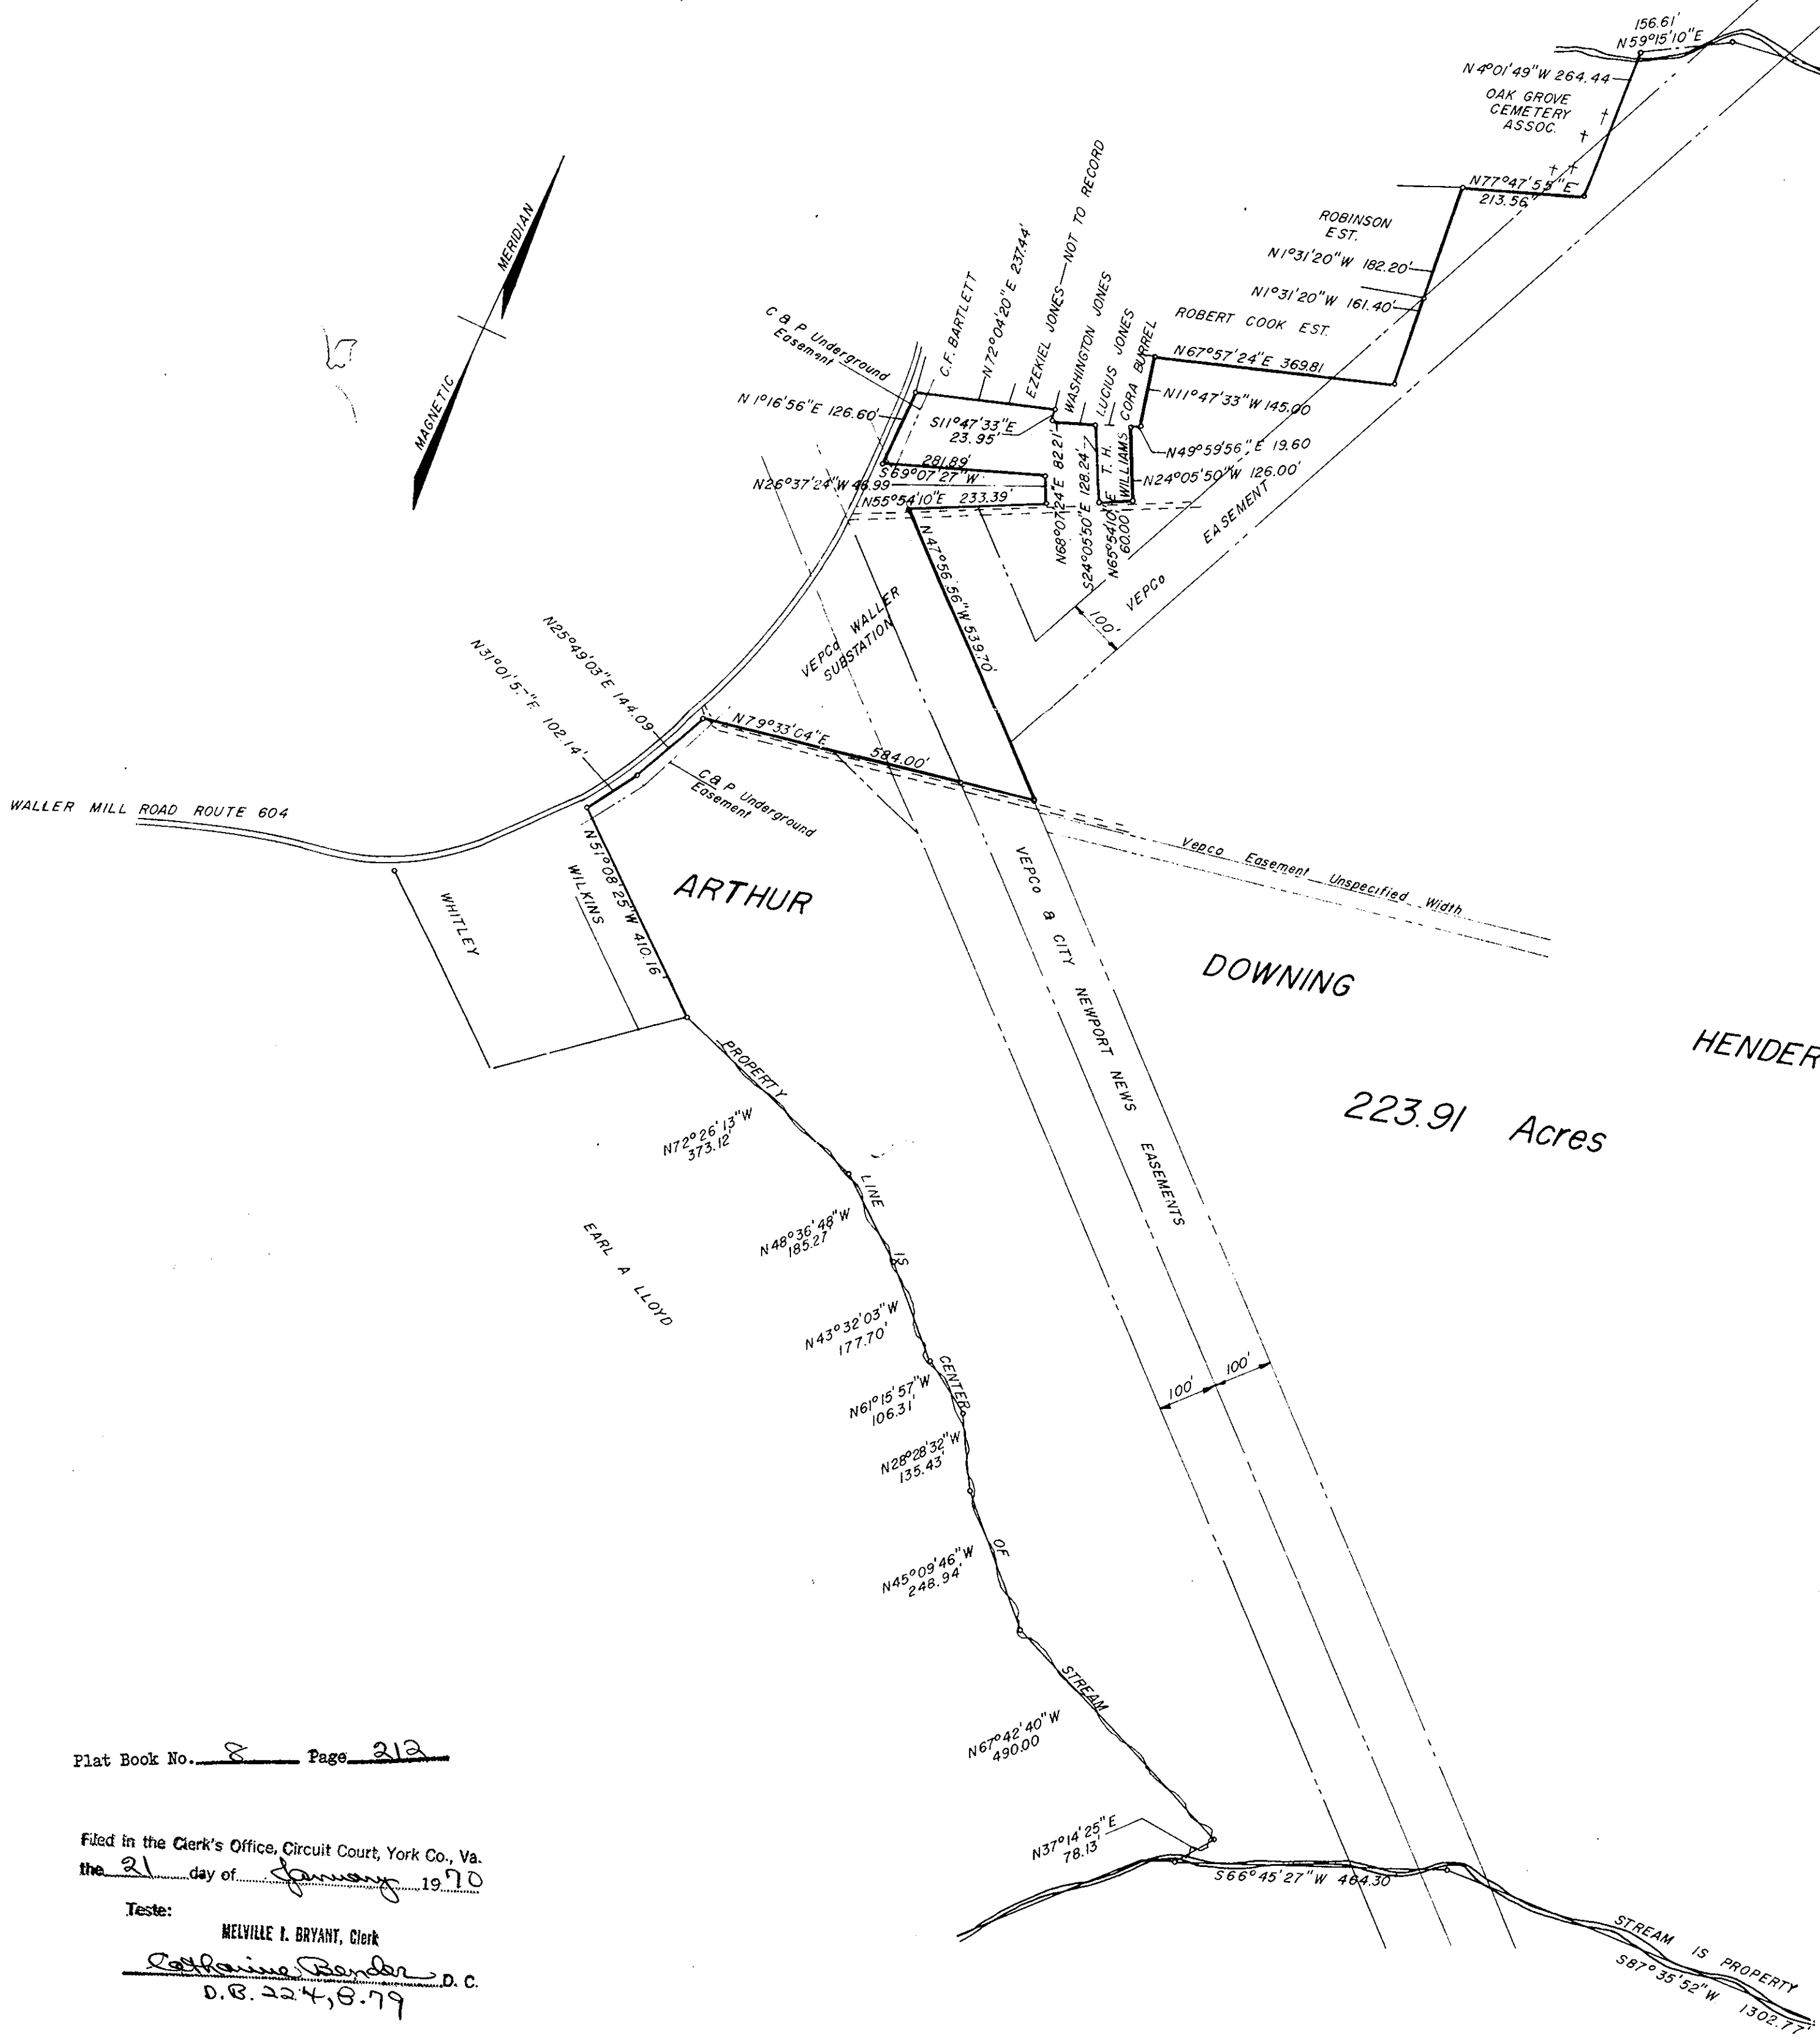 156.61'
N59°15'10"E
N4°01'49"W 264.44
OAK GROVE
CEMETERY
ASSOC.
N77°47'55"E
213.56'
ROBINSON
EST.
N1°31'20"W 182.20'
N1°31'20"W 161.40'
ROBERT COOK EST.
N67°57'24"E 369.81
N11°47'33"W 145.00
N49°59'56"E 19.60
N24°05'50"W 126.00'
MERIDIAN
MAGNETIC
C & P Underground
Easement
C.F. BARTLETT
N72°04'20"E 237.44'
EZEKIEL JONES—NOT TO RECORD
WASHINGTON JONES
LUCIUS JONES
T. H.
WILLIAMS
CORA BURREL
N1°16'56"E 126.60'
S11°47'33"E
23.95'
281.89'
S69°07'27"W
N26°37'24"W 46.99
N55°54'10"E 233.39'
N68°07'24"E 82.21'
S24°05'50"E 128.24'
N65°54'10"E
60.00'
EASEMENT
VEPCo
100'
N47°56'56"W 539.70'
VEPCo WALLER
SUBSTATION
N25°49'03"E 144.09
N31°01'5 "E 102.14'
N79°33'04"E
584.00'
C & P Underground
Easement
WALLER MILL ROAD ROUTE 604
N51°08'25"W 410.16'
WILKINS
WHITLEY
ARTHUR
DOWNING
HENDER
223.91 Acres
Vepco Easement Unspecified Width
VEPCo & CITY NEWPORT NEWS EASEMENTS
PROPERTY
LINE
IS
CENTER
OF
STREAM
N72°26'13"W
373.12'
N48°36'48"W
185.27'
EARL A LLOYD
N43°32'03"W
177.70'
N61°15'57"W
106.31'
N28°28'32"W
135.43'
N45°09'46"W
248.94'
100'
100'
N67°42'40"W
490.00
N37°14'25"E
78.13'
S66°45'27"W 464.30'
STREAM IS PROPERTY
S87°35'52"W 1302.77'
Plat Book No. 8 Page 212
Filed in the Clerk's Office, Circuit Court, York Co., Va.
the 21 day of January 1970
Teste:
MELVILLE I. BRYANT, Clerk
Catharine Bender D. C.
D.B. 224, P. 79